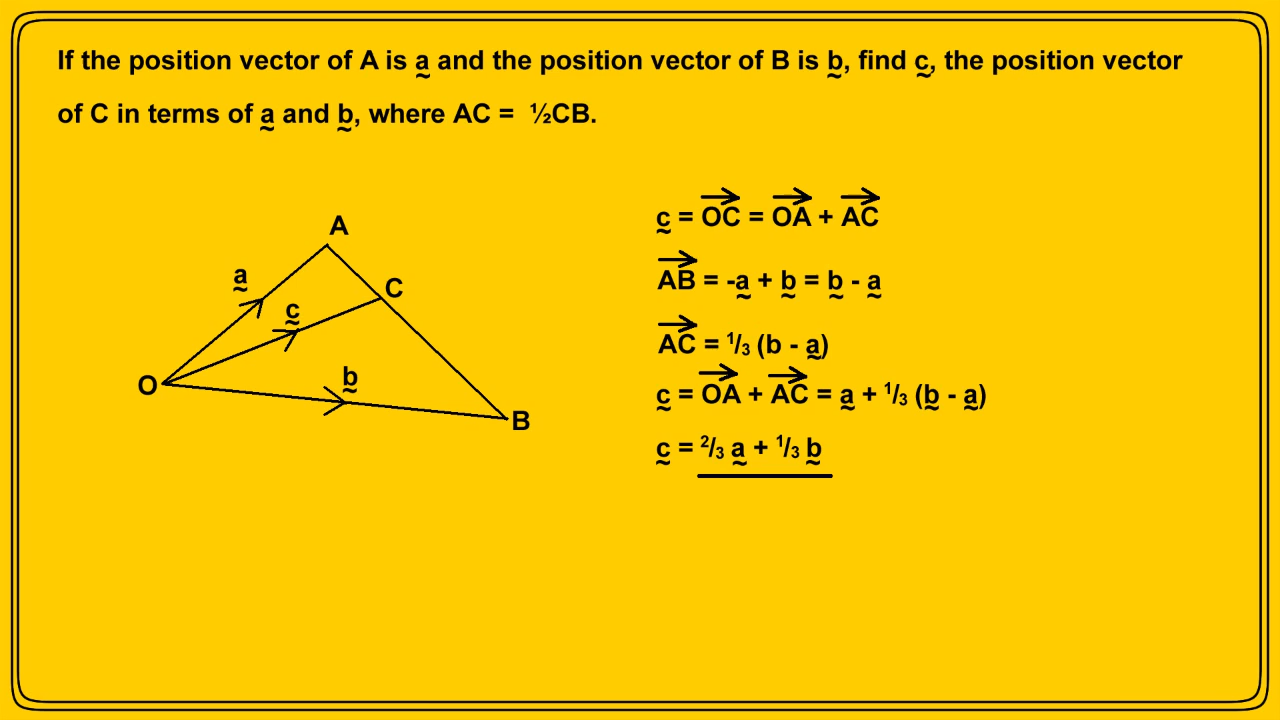 If the position vector of A is a and the position vector of B is b, find c, the position vector
of C in terms of a and b, where AC = ½CB.
A
a
C
c
O
b
B
c = OC = OA + AC
AB = -a + b = b - a
AC = 1/3 (b - a)
c = OA + AC = a + 1/3 (b - a)
c = 2/3 a + 1/3 b